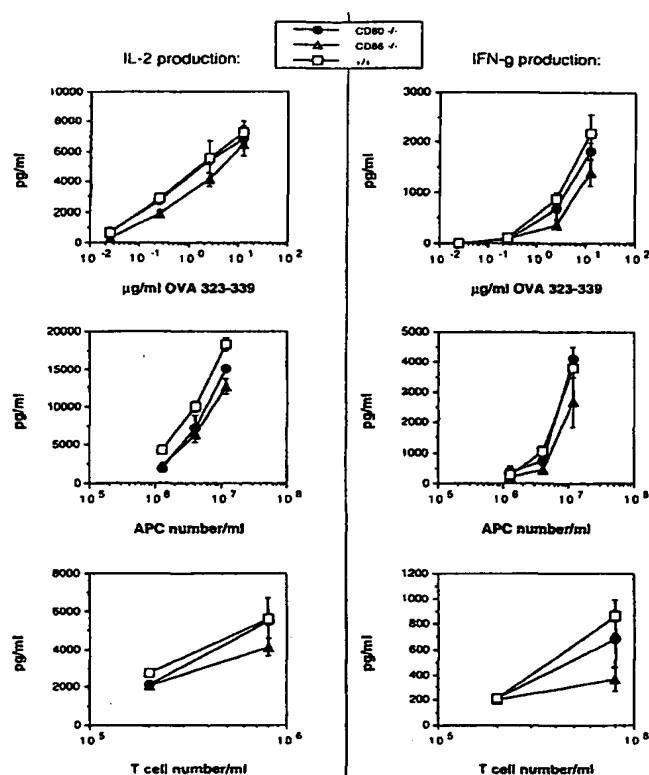 CD80 -/-
CD86 -/-
+/+
IL-2 production:
IFN-g production:
pg/ml
10000
8000
6000
4000
2000
0
10⁻² 10⁻¹ 10⁰ 10¹ 10²
µg/ml OVA 323-339
pg/ml
3000
2000
1000
0
10⁻² 10⁻¹ 10⁰ 10¹ 10²
µg/ml OVA 323-339
pg/ml
20000
15000
10000
5000
0
10⁵ 10⁶ 10⁷ 10⁸
APC number/ml
pg/ml
5000
4000
3000
2000
1000
0
10⁵ 10⁶ 10⁷ 10⁸
APC number/ml
pg/ml
8000
6000
4000
2000
0
10⁵ 10⁶
T cell number/ml
pg/ml
1200
1000
800
600
400
200
0
10⁵ 10⁶
T cell number/ml